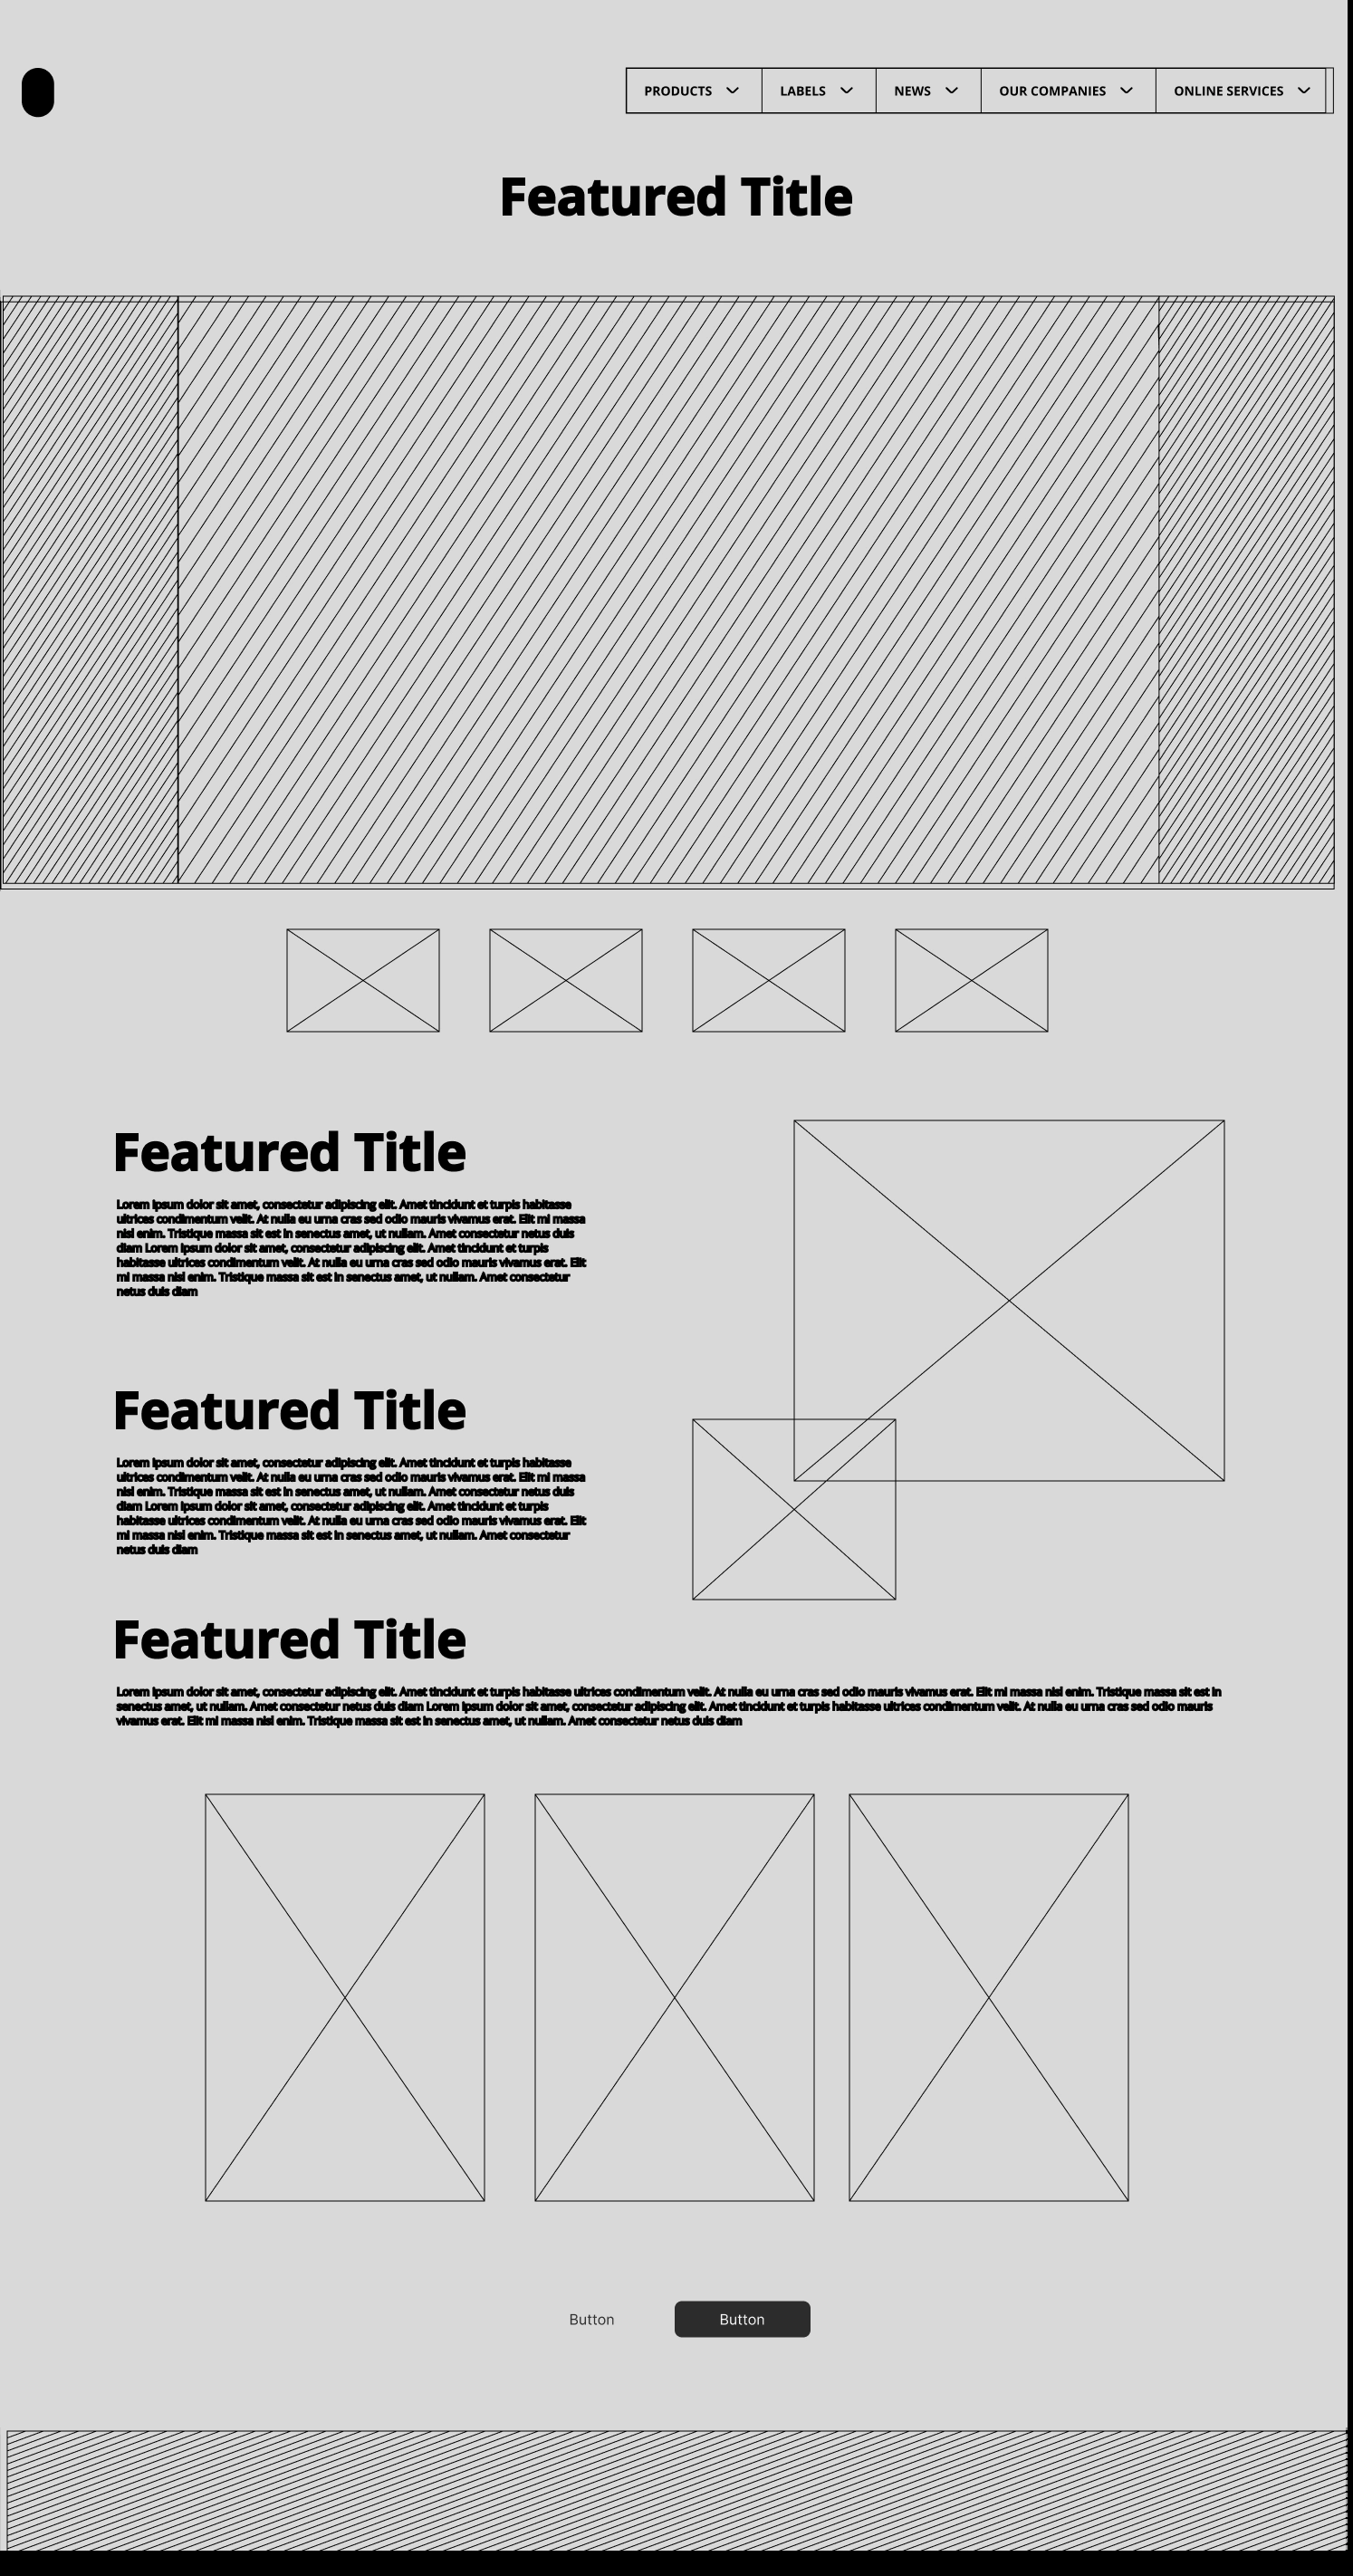 PRODUCTS
LABELS
NEWS
OUR COMPANIES
ONLINE SERVICES
Featured Title
Featured Title
Lorem ipsum dolor sit amet, consectetur adipiscing elit. Amet tincidunt et turpis habitasse
ultrices condimentum velit. At nulla eu urna cras sed odio mauris vivamus erat. Elit mi massa
nisl enim. Tristique massa sit est in senectus amet, ut nullam. Amet consectetur netus duis
diam Lorem ipsum dolor sit amet, consectetur adipiscing elit. Amet tincidunt et turpis
habitasse ultrices condimentum velit. At nulla eu urna cras sed odio mauris vivamus erat. Elit
mi massa nisl enim. Tristique massa sit est in senectus amet, ut nullam. Amet consectetur
netus duis diam
Featured Title
Lorem ipsum dolor sit amet, consectetur adipiscing elit. Amet tincidunt et turpis habitasse
ultrices condimentum velit. At nulla eu urna cras sed odio mauris vivamus erat. Elit mi massa
nisl enim. Tristique massa sit est in senectus amet, ut nullam. Amet consectetur netus duis
diam Lorem ipsum dolor sit amet, consectetur adipiscing elit. Amet tincidunt et turpis
habitasse ultrices condimentum velit. At nulla eu urna cras sed odio mauris vivamus erat. Elit
mi massa nisl enim. Tristique massa sit est in senectus amet, ut nullam. Amet consectetur
netus duis diam
Featured Title
Lorem ipsum dolor sit amet, consectetur adipiscing elit. Amet tincidunt et turpis habitasse ultrices condimentum velit. At nulla eu urna cras sed odio mauris vivamus erat. Elit mi massa nisl enim. Tristique massa sit est in
senectus amet, ut nullam. Amet consectetur netus duis diam Lorem ipsum dolor sit amet, consectetur adipiscing elit. Amet tincidunt et turpis habitasse ultrices condimentum velit. At nulla eu urna cras sed odio mauris
vivamus erat. Elit mi massa nisl enim. Tristique massa sit est in senectus amet, ut nullam. Amet consectetur netus duis diam
Button
Button